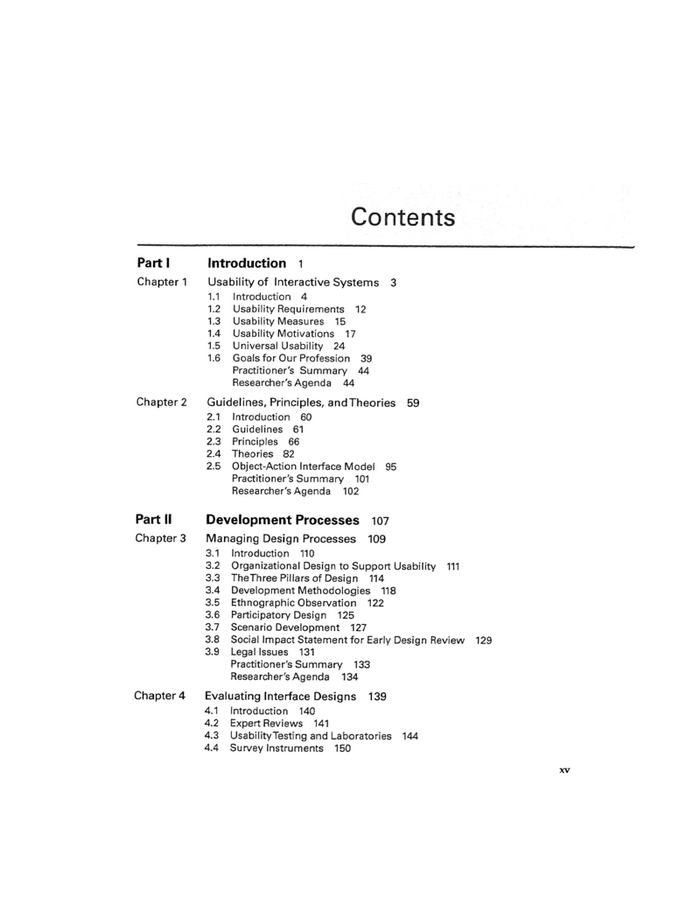 Contents
Part I Introduction 1
Chapter 1 Usability of Interactive Systems 3
1.1 Introduction 4
1.2 Usability Requirements 12
1.3 Usability Measures 15
1.4 Usability Motivations 17
1.5 Universal Usability 24
1.6 Goals for Our Profession 39
Practitioner's Summary 44
Researcher's Agenda 44
Chapter 2 Guidelines, Principles, and Theories 59
2.1 Introduction 60
2.2 Guidelines 61
2.3 Principles 66
2.4 Theories 82
2.5 Object-Action Interface Model 95
Practitioner's Summary 101
Researcher's Agenda 102
Part II Development Processes 107
Chapter 3 Managing Design Processes 109
3.1 Introduction 110
3.2 Organizational Design to Support Usability 111
3.3 The Three Pillars of Design 114
3.4 Development Methodologies 118
3.5 Ethnographic Observation 122
3.6 Participatory Design 125
3.7 Scenario Development 127
3.8 Social Impact Statement for Early Design Review 129
3.9 Legal Issues 131
Practitioner's Summary 133
Researcher's Agenda 134
Chapter 4 Evaluating Interface Designs 139
4.1 Introduction 140
4.2 Expert Reviews 141
4.3 Usability Testing and Laboratories 144
4.4 Survey Instruments 150
xv